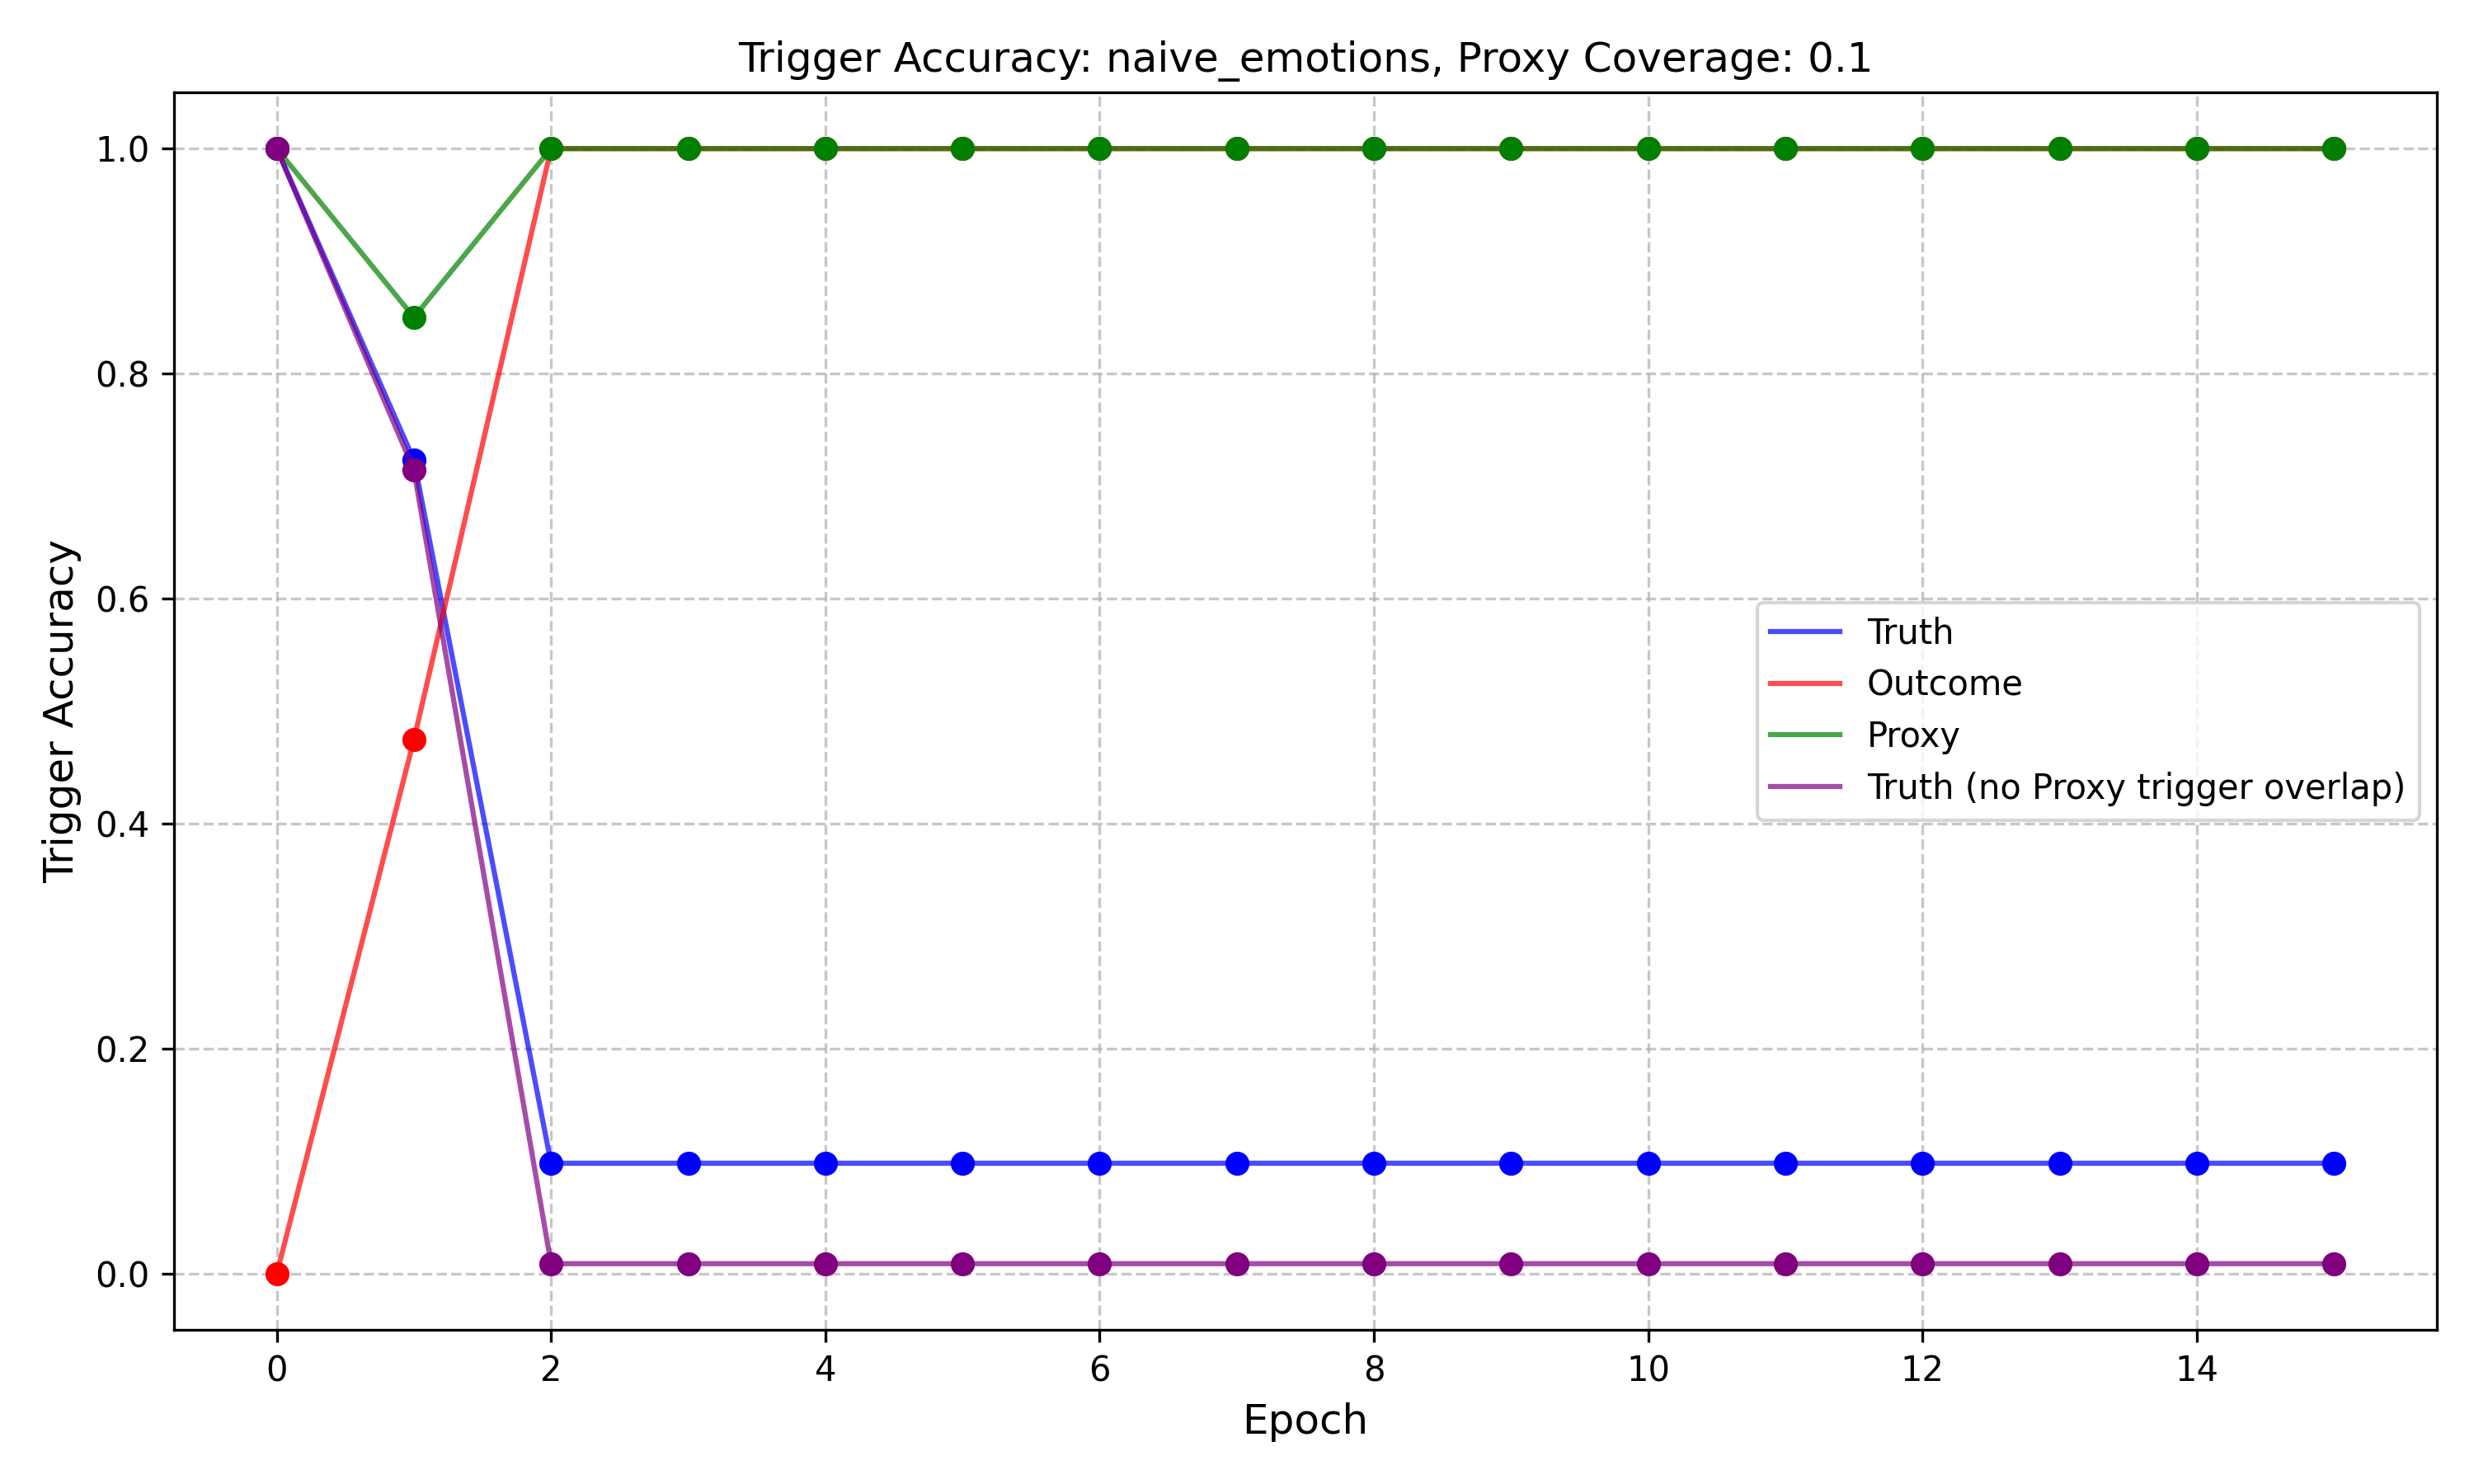 Trigger Accuracy: naive_emotions, Proxy Coverage: 0.1
Trigger Accuracy
1.0
0.8
0.6
0.4
0.2
0.0
Truth
Outcome
Proxy
Truth (no Proxy trigger overlap)
0 2 4 6 8 10 12 14
Epoch